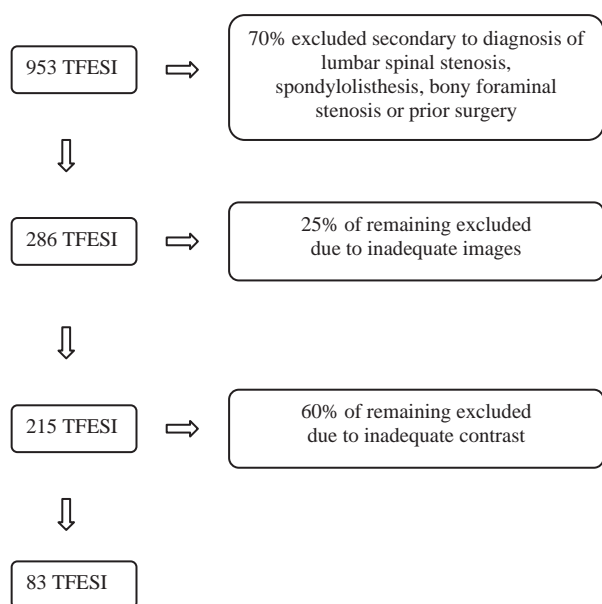 953 TFESI
70% excluded secondary to diagnosis of
lumbar spinal stenosis,
spondylolisthesis, bony foraminal
stenosis or prior surgery
286 TFESI
25% of remaining excluded
due to inadequate images
215 TFESI
60% of remaining excluded
due to inadequate contrast
83 TFESI